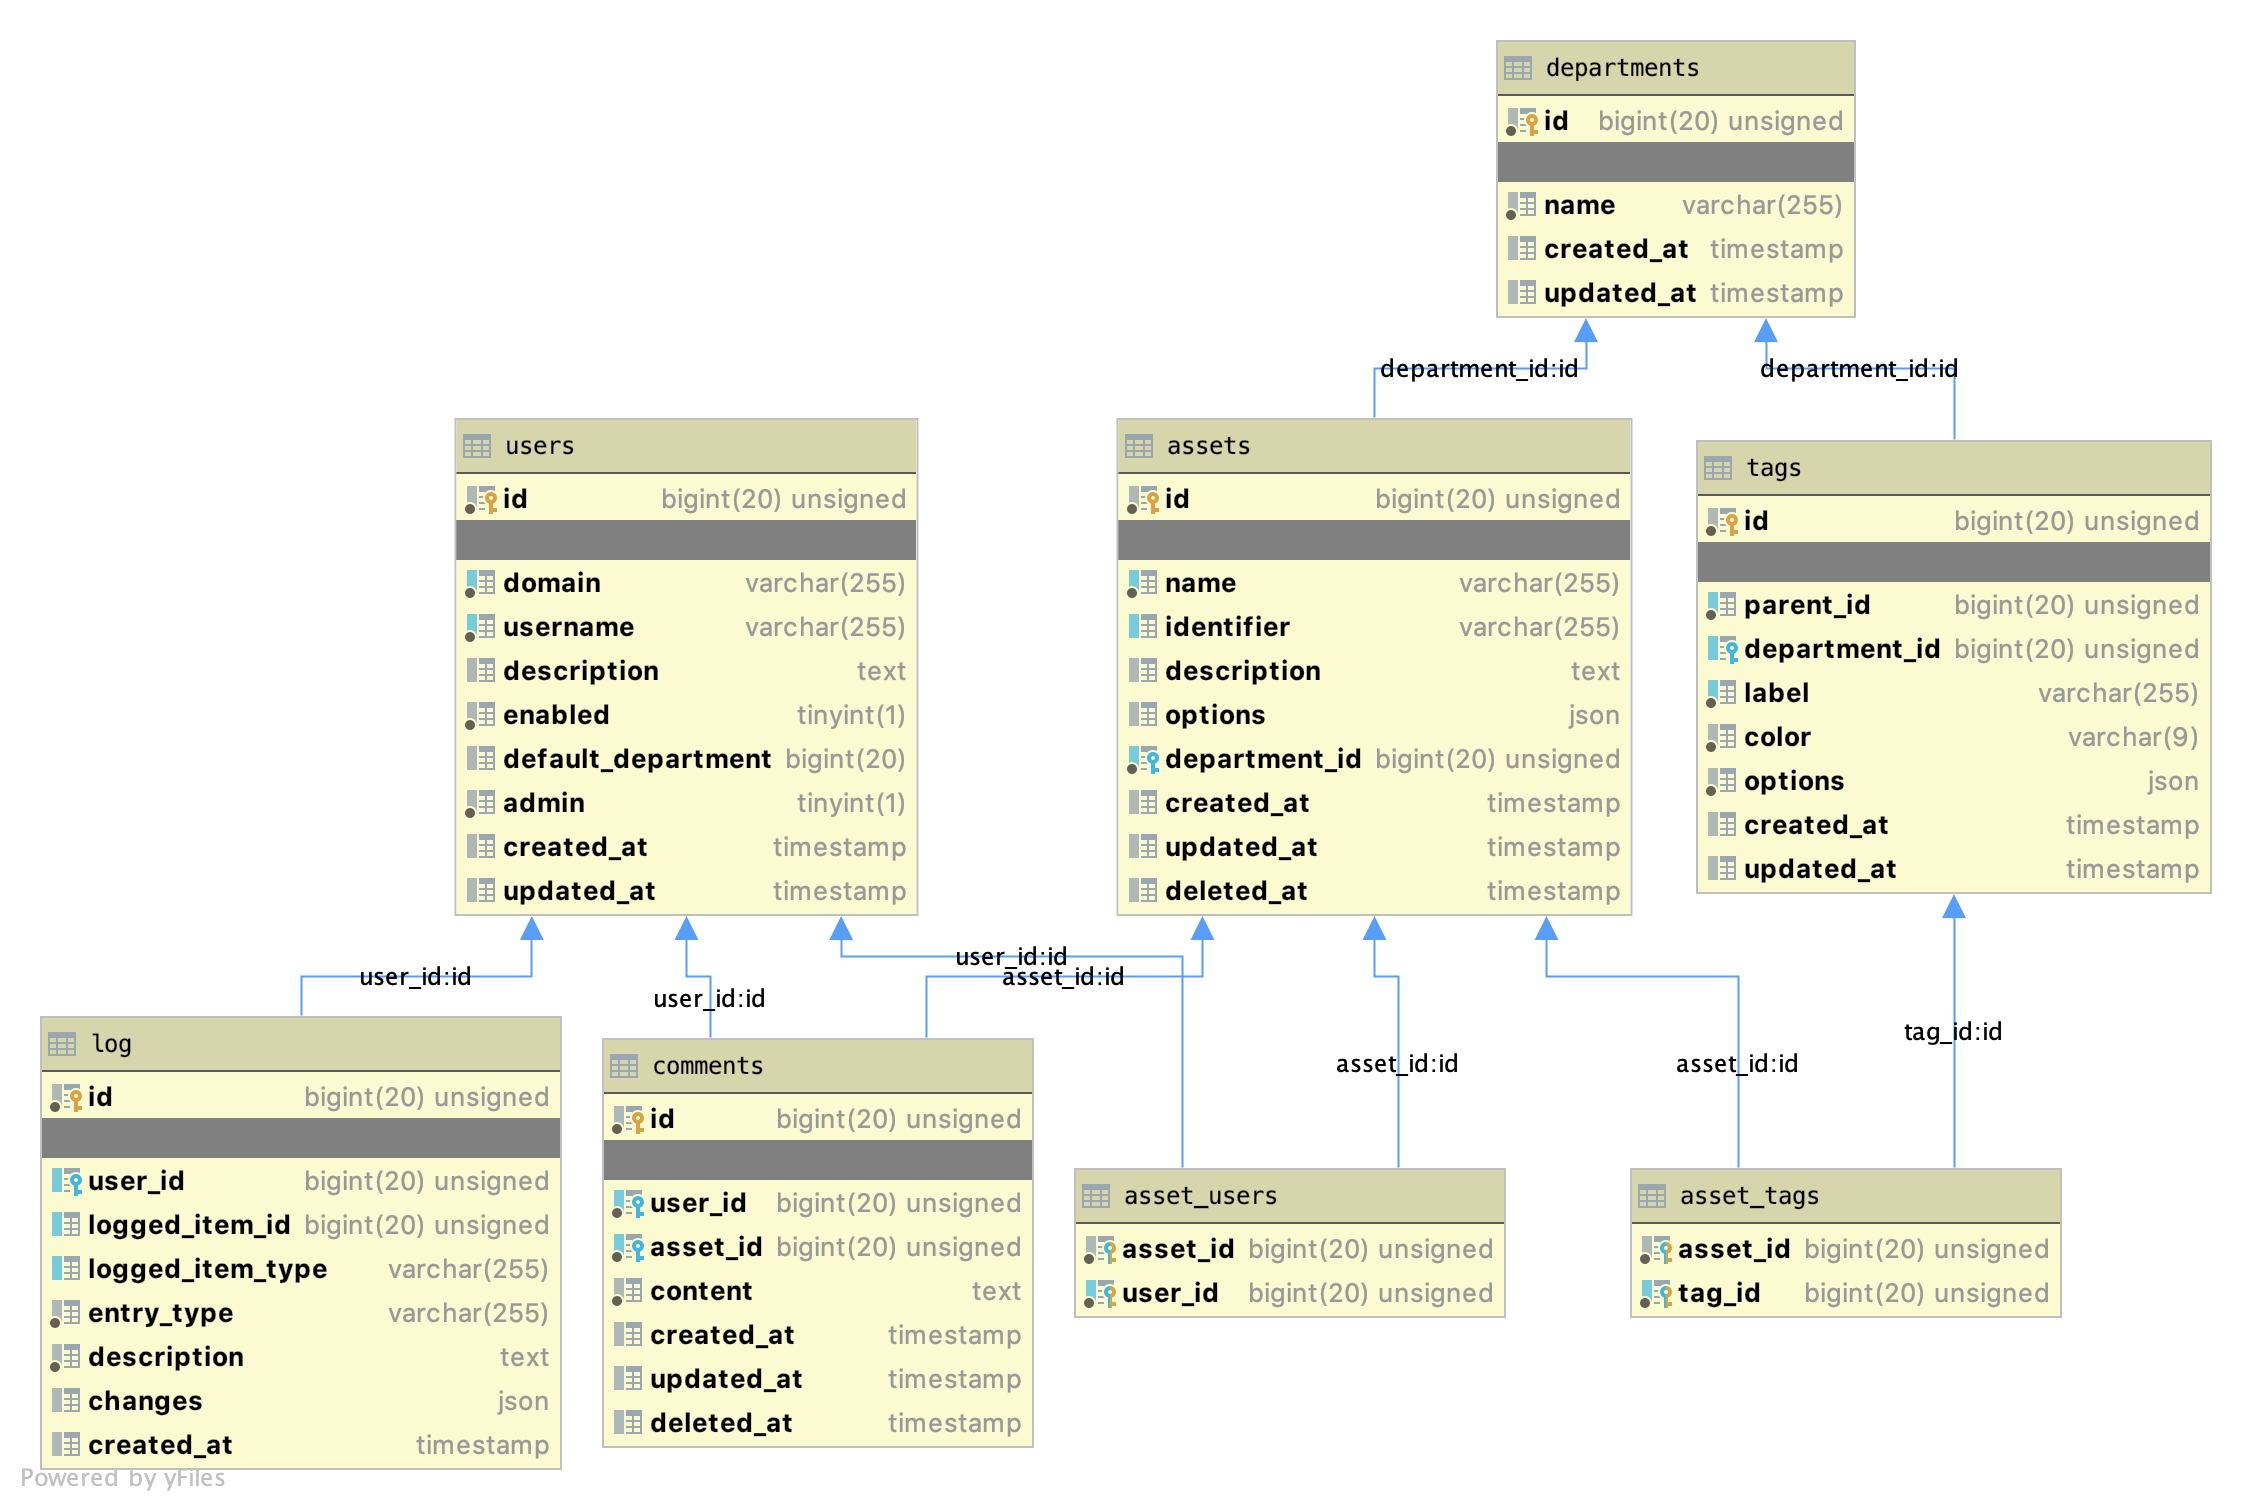 departments
id bigint(20) unsigned
name varchar(255)
created_at timestamp
updated_at timestamp
department_id:id
department_id:id
users
id bigint(20) unsigned
domain varchar(255)
username varchar(255)
description text
enabled tinyint(1)
default_department bigint(20)
admin tinyint(1)
created_at timestamp
updated_at timestamp
assets
id bigint(20) unsigned
name varchar(255)
identifier varchar(255)
description text
options json
department_id bigint(20) unsigned
created_at timestamp
updated_at timestamp
deleted_at timestamp
tags
id bigint(20) unsigned
parent_id bigint(20) unsigned
department_id bigint(20) unsigned
label varchar(255)
color varchar(9)
options json
created_at timestamp
updated_at timestamp
user_id:id
user_id:id
user_id:id
asset_id:id
asset_id:id
asset_id:id
tag_id:id
log
id bigint(20) unsigned
user_id bigint(20) unsigned
logged_item_id bigint(20) unsigned
logged_item_type varchar(255)
entry_type varchar(255)
description text
changes json
created_at timestamp
comments
id bigint(20) unsigned
user_id bigint(20) unsigned
asset_id bigint(20) unsigned
content text
created_at timestamp
updated_at timestamp
deleted_at timestamp
asset_users
asset_id bigint(20) unsigned
user_id bigint(20) unsigned
asset_tags
asset_id bigint(20) unsigned
tag_id bigint(20) unsigned
Powered by yFiles